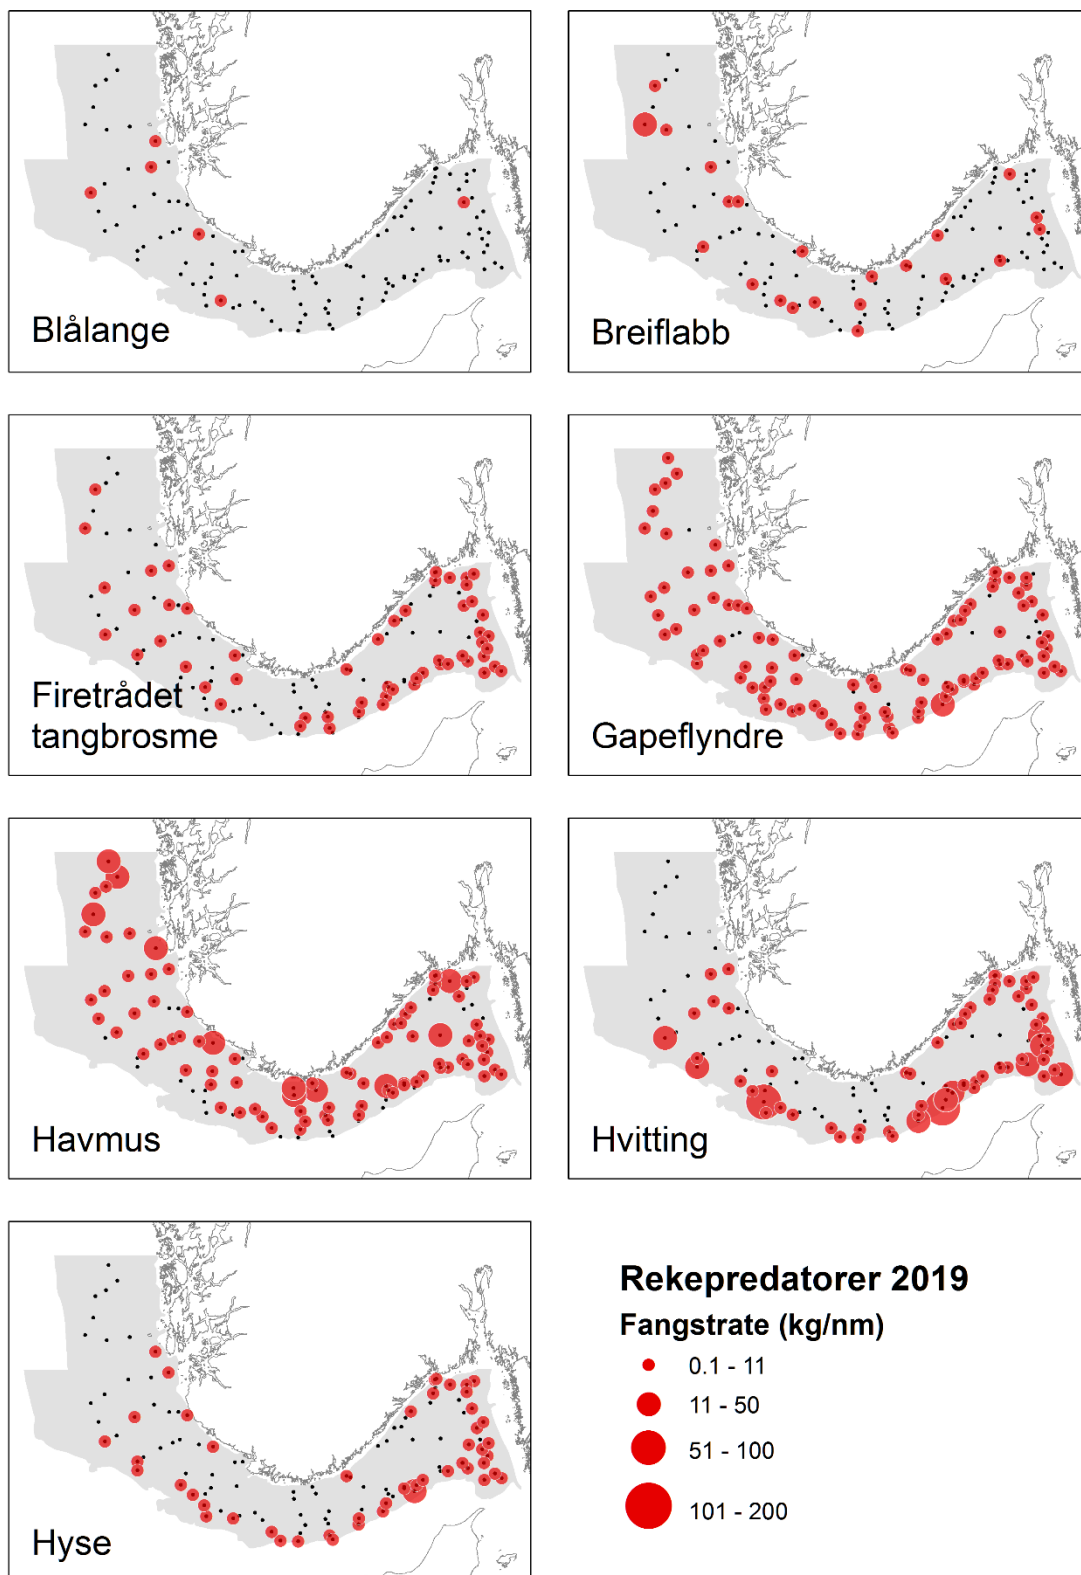 Blålange
Breiflabb
Firetrådet
tangbrosme
Gapeflyndre
Havmus
Hvitting
Hyse
Rekepredatorer 2019
Fangstrate (kg/nm)
0.1 - 11
11 - 50
51 - 100
101 - 200